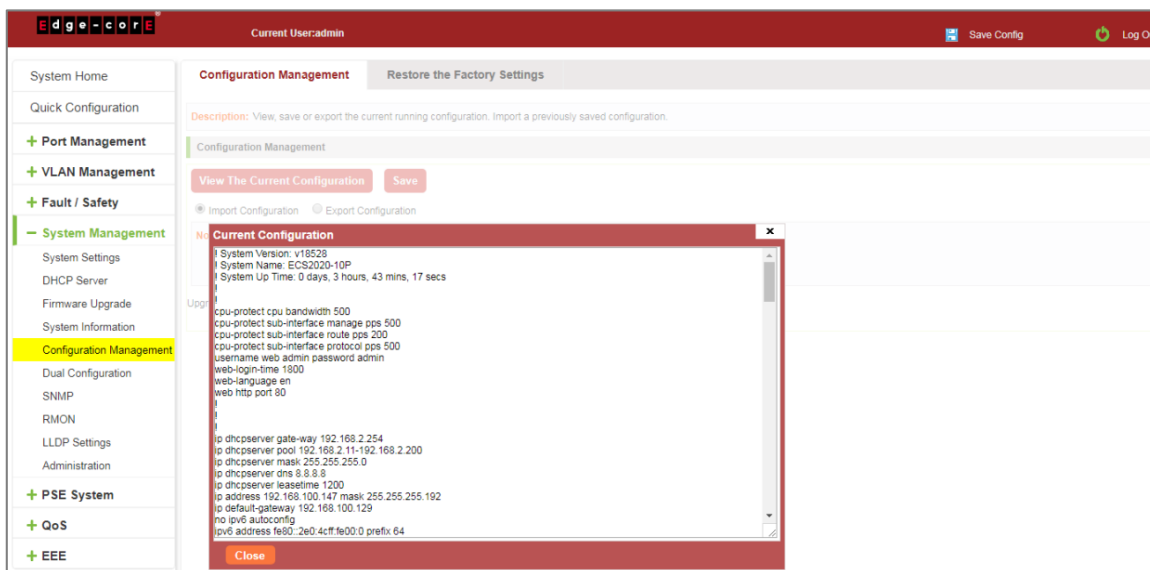 Edge-corE
Current User:admin
Save Config
Log O
System Home
Quick Configuration
+ Port Management
+ VLAN Management
+ Fault / Safety
− System Management
System Settings
DHCP Server
Firmware Upgrade
System Information
Configuration Management
Dual Configuration
SNMP
RMON
LLDP Settings
Administration
+ PSE System
+ QoS
+ EEE
Configuration Management
Restore the Factory Settings
Description: View, save or export the current running configuration. Import a previously saved configuration.
Configuration Management
View The Current Configuration
Save
Import Configuration
Export Configuration
No
Upgr
Current Configuration
x
! System Version: v18528
! System Name: ECS2020-10P
! System Up Time: 0 days, 3 hours, 43 mins, 17 secs
!
!
cpu-protect cpu bandwidth 500
cpu-protect sub-interface manage pps 500
cpu-protect sub-interface route pps 200
cpu-protect sub-interface protocol pps 500
username web admin password admin
web-login-time 1800
web-language en
web http port 80
!
!
!
ip dhcpserver gate-way 192.168.2.254
ip dhcpserver pool 192.168.2.11-192.168.2.200
ip dhcpserver mask 255.255.255.0
ip dhcpserver dns 8.8.8.8
ip dhcpserver leasetime 1200
ip address 192.168.100.147 mask 255.255.255.192
ip default-gateway 192.168.100.129
no ipv6 autoconfig
ipv6 address fe80::2e0:4cff:fe00:0 prefix 64
Close